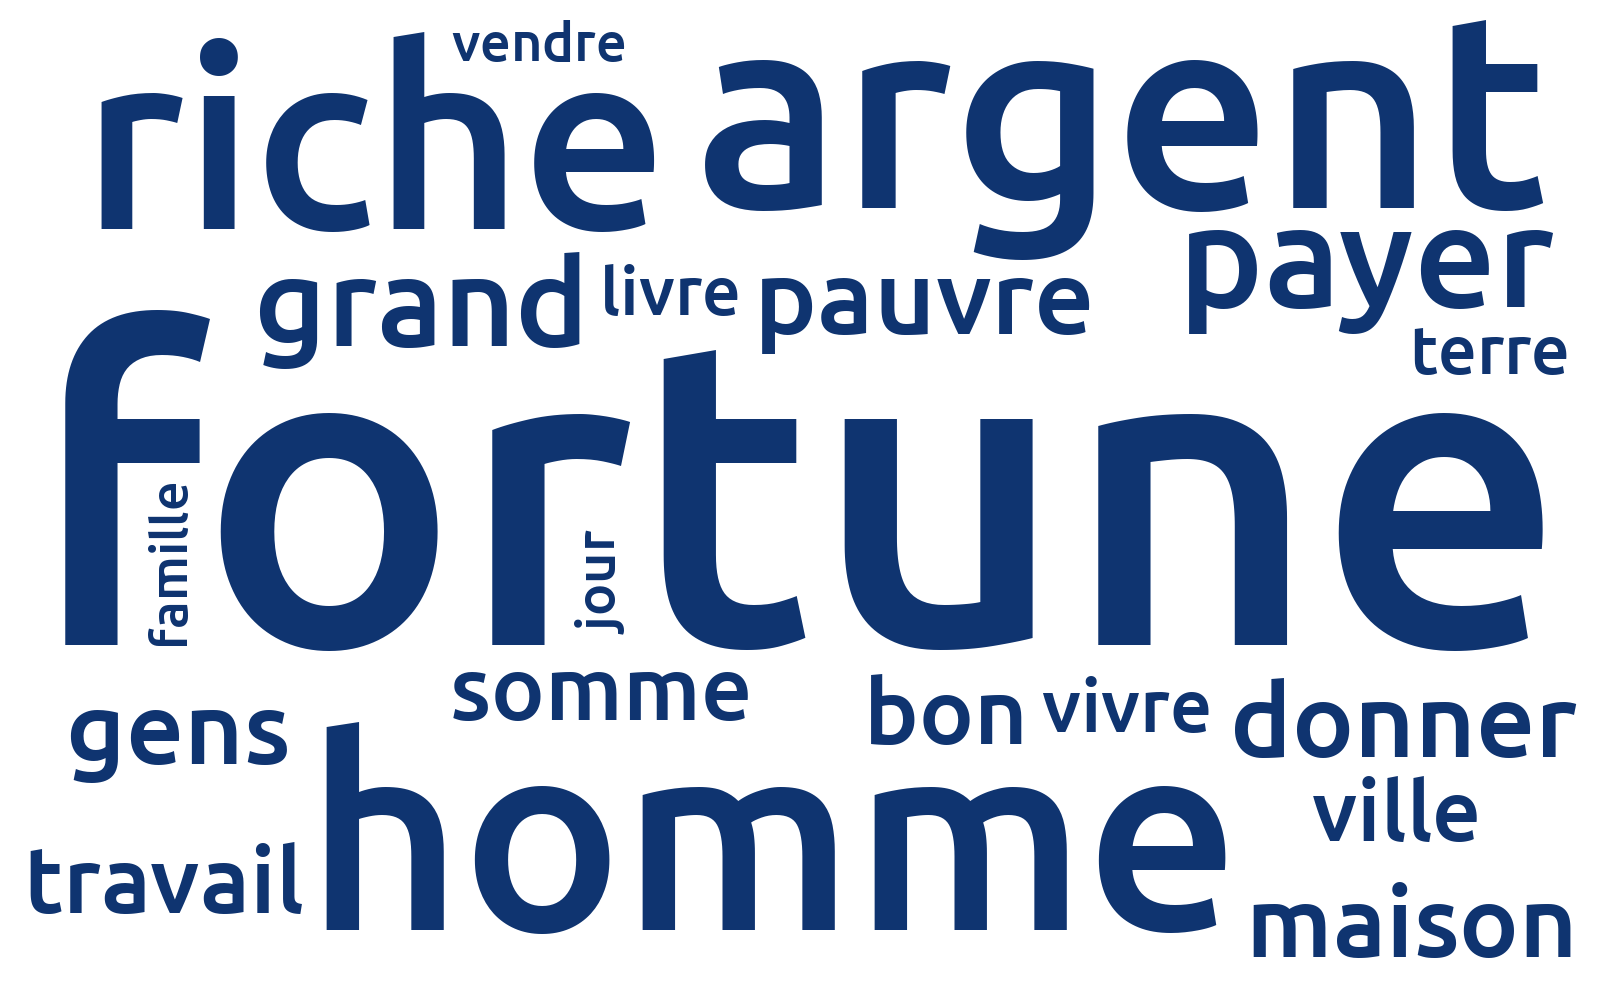 vendre
riche argent
payer
grand livre pauvre
terre
fortune
famille
jour
somme
bon vivre donner
gens
homme
ville
travail
maison